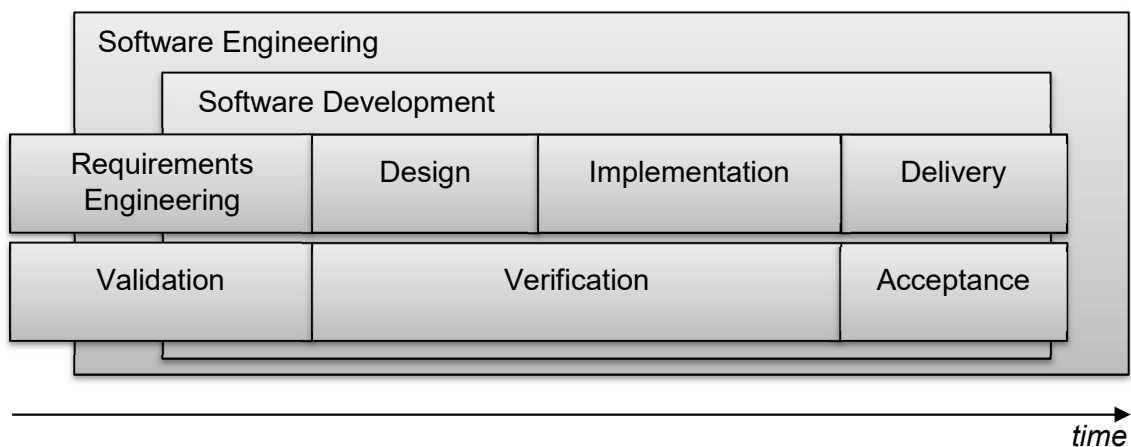 Software Engineering
Software Development
Requirements
Engineering
Design
Implementation
Delivery
Validation
Verification
Acceptance
time